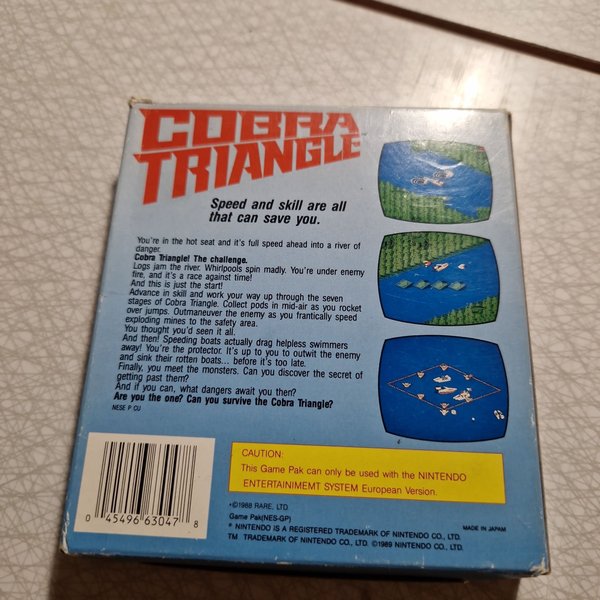 COBRA
TRIANGLE
Speed and skill are all
that can save you.
You're in the hot seat and it's full speed ahead into a river of
danger.
Cobra Triangle! The challenge.
Logs jam the river. Whirlpools spin madly. You're under enemy
fire, and it's a race against time!
And this is just the start!
Advance in skill and work your way up through the seven
stages of Cobra Triangle. Collect pods in mid-air as you rocket
over jumps. Outmaneuver the enemy as you frantically speed
exploding mines to the safety area.
You thought you'd seen it all.
And then! Speeding boats actually drag helpless swimmers
away! You're the protector. It's up to you to outwit the enemy
and sink their rotten boats... before it's too late.
Finally, you meet the monsters. Can you discover the secret of
getting past them?
And if you can, what dangers await you then?
Are you the one? Can you survive the Cobra Triangle?
NESE P CU
CAUTION:
This Game Pak can only be used with the NINTENDO
ENTERTAINIMEMT SYSTEM European Version.
0 45496 63047 8
©1988 RARE, LTD.
Game Pak(NES-GP)
® NINTENDO IS A REGISTERED TRADEMARK OF NINTENDO CO., LTD.
TM TRADEMARK OF NINTENDO CO., LTD. ©1989 NINTENDO CO., LTD.
MADE IN JAPAN